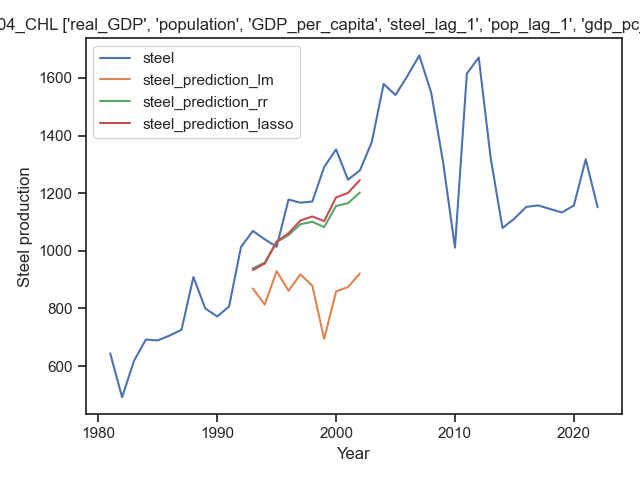 04_CHL ['real_GDP', 'population', 'GDP_per_capita', 'steel_lag_1', 'pop_lag_1', 'gdp_pc_
steel
steel_prediction_lm
steel_prediction_rr
steel_prediction_lasso
Steel production
1600
1400
1200
1000
800
600
1980
1990
2000
2010
2020
Year